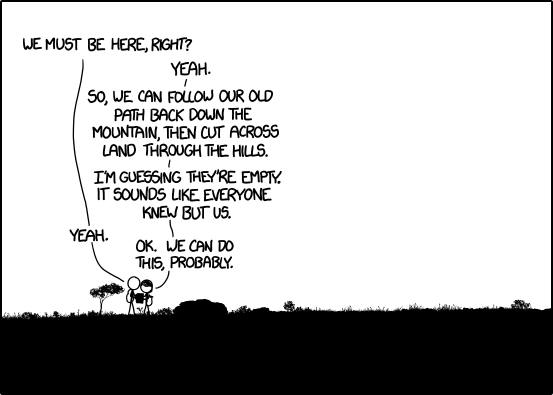 WE MUST BE HERE, RIGHT?
YEAH.
SO, WE CAN FOLLOW OUR OLD
PATH BACK DOWN THE
MOUNTAIN, THEN CUT ACROSS
LAND THROUGH THE HILLS.
I'M GUESSING THEY'RE EMPTY.
IT SOUNDS LIKE EVERYONE
KNEW BUT US.
YEAH.
OK. WE CAN DO
THIS, PROBABLY.